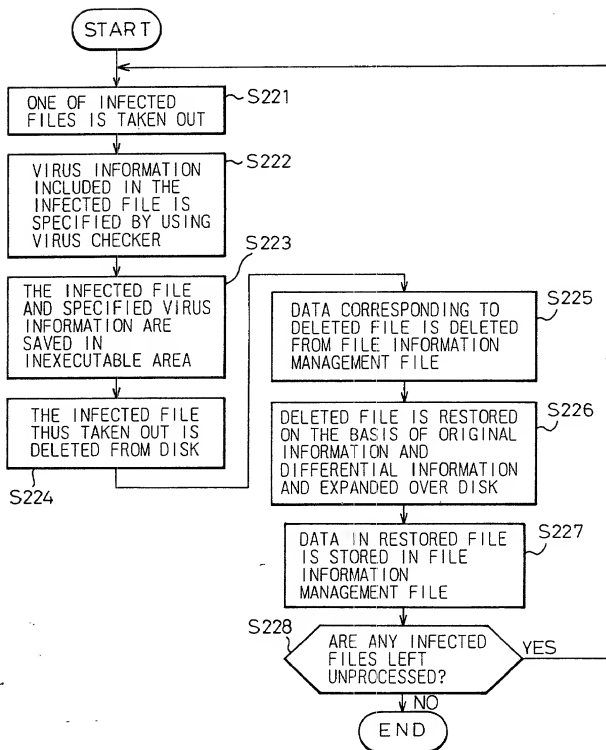 START
ONE OF INFECTED
FILES IS TAKEN OUT
S221
VIRUS INFORMATION
INCLUDED IN THE
INFECTED FILE IS
SPECIFIED BY USING
VIRUS CHECKER
S222
THE INFECTED FILE
AND SPECIFIED VIRUS
INFORMATION ARE
SAVED IN
INEXECUTABLE AREA
S223
THE INFECTED FILE
THUS TAKEN OUT IS
DELETED FROM DISK
S224
DATA CORRESPONDING TO
DELETED FILE IS DELETED
FROM FILE INFORMATION
MANAGEMENT FILE
S225
DELETED FILE IS RESTORED
ON THE BASIS OF ORIGINAL
INFORMATION AND
DIFFERENTIAL INFORMATION
AND EXPANDED OVER DISK
S226
DATA IN RESTORED FILE
IS STORED IN FILE
INFORMATION
MANAGEMENT FILE
S227
S228
ARE ANY INFECTED
FILES LEFT
UNPROCESSED?
YES
NO
END